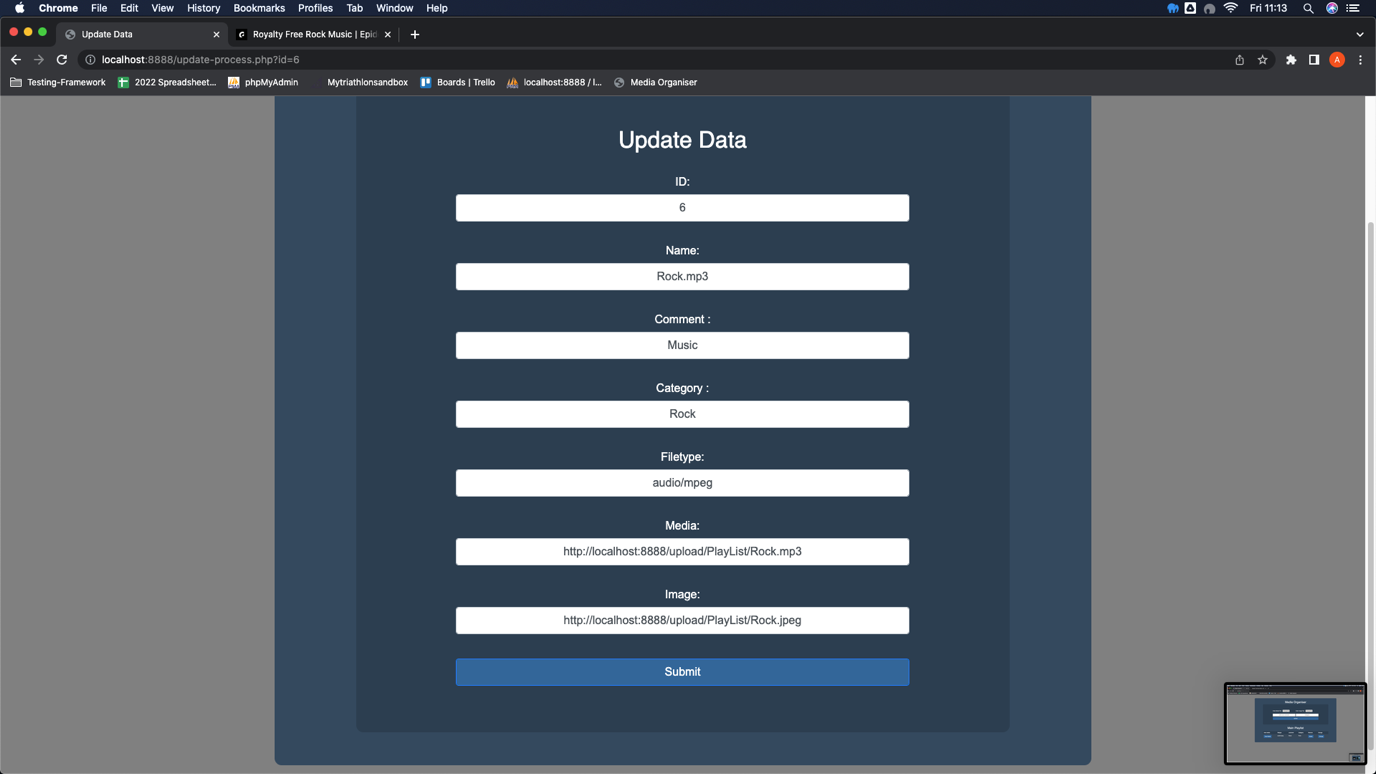 Chrome File Edit View History Bookmarks Profiles Tab Window Help Fri 11:13
Update Data Royalty Free Rock Music | Epid
localhost:8888/update-process.php?id=6 A
Testing-Framework 2022 Spreadsheet... phpMyAdmin Mytriathlonsandbox Boards | Trello localhost:8888 / l... Media Organiser
Update Data
ID:
6
Name:
Rock.mp3
Comment :
Music
Category :
Rock
Filetype:
audio/mpeg
Media:
http://localhost:8888/upload/PlayList/Rock.mp3
Image:
http://localhost:8888/upload/PlayList/Rock.jpeg
Submit